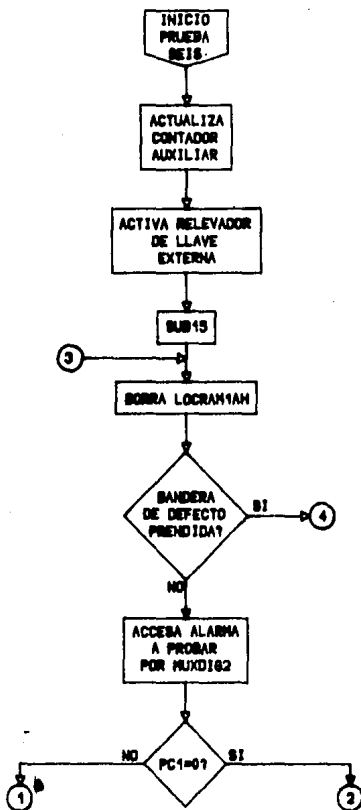 INICIO
PRUEBA
SEIS
ACTUALIZA
CONTADOR
AUXILIAR
ACTIVA RELEVADOR
DE LLAVE
EXTERNA
SUB15
3
BORRA LOCRAM1AH
BANDERA
DE DEFECTO
PRENDIDA?
SI
4
NO
ACCESA ALARMA
A PROBAR
POR MUXDIG2
NO
PC1=0?
SI
1
2